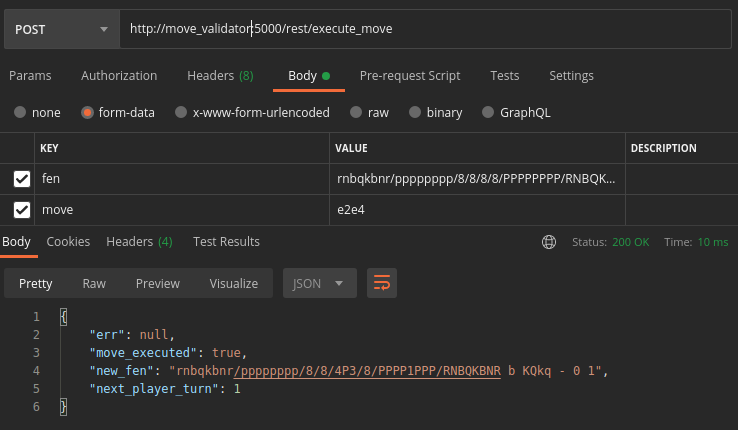 POST http://move_validator:5000/rest/execute_move
Params Authorization Headers (8) Body Pre-request Script Tests Settings
none form-data x-www-form-urlencoded raw binary GraphQL
KEY VALUE DESCRIPTION
fen rnbqkbnr/pppppppp/8/8/8/8/PPPPPPPP/RNBQK...
move e2e4
Body Cookies Headers (4) Test Results Status: 200 OK Time: 10 ms
Pretty Raw Preview Visualize JSON
1 {
2 "err": null,
3 "move_executed": true,
4 "new_fen": "rnbqkbnr/pppppppp/8/8/4P3/8/PPPP1PPP/RNBQKBNR b KQkq - 0 1",
5 "next_player_turn": 1
6 }